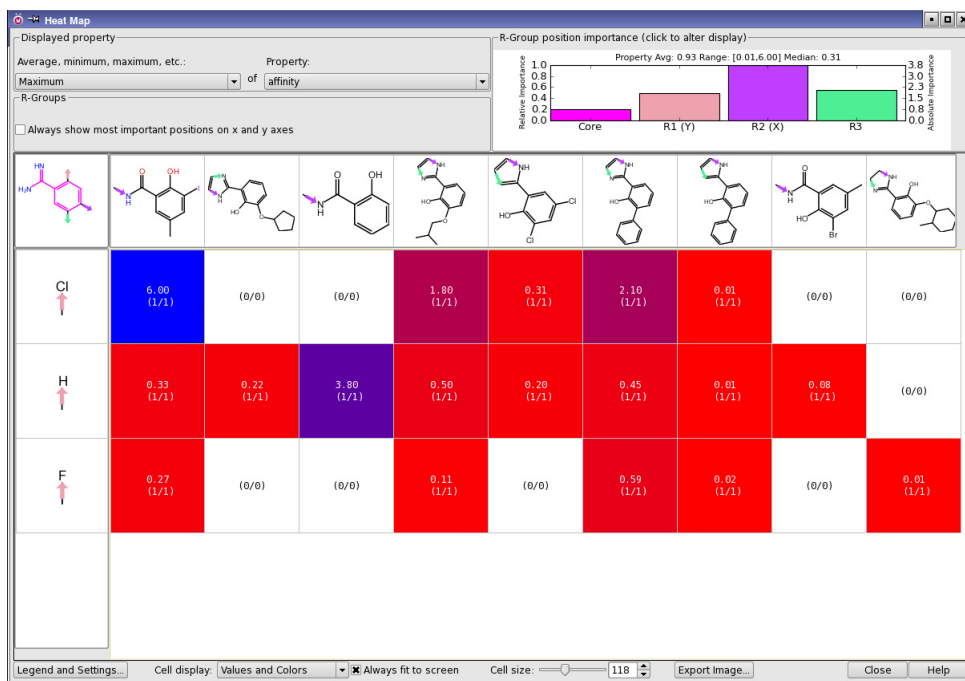 Heat Map
Displayed property
Average, minimum, maximum, etc.: Property:
Maximum of affinity
R-Groups
Always show most important positions on x and y axes
R-Group position importance (click to alter display)
Property Avg: 0.93 Range: [0.01,6.00] Median: 0.31
Relative Importance
1.0
0.8
0.6
0.4
0.2
0.0
Core R1 (Y) R2 (X) R3
3.8
3.0
2.3
1.5
0.8
0.0
Absolute Importance
NH
H₂N
O OH
NH
I
N
NH
HO
O
O OH
NH
NH
N
HO
O
NH
HO
Cl
Cl
NH
N
HO
NH
N
HO
O
NH
HO
Br
NH
N
OH
O
Cl
6.00 (0/0) (0/0) 1.80 0.31 2.10 0.01 (0/0) (0/0)
(1/1) (1/1) (1/1) (1/1) (1/1)
H
0.33 0.22 3.80 0.50 0.20 0.45 0.01 0.08 (0/0)
(1/1) (1/1) (1/1) (1/1) (1/1) (1/1) (1/1) (1/1)
F
0.27 (0/0) (0/0) 0.11 (0/0) 0.59 0.02 (0/0) 0.01
(1/1) (1/1) (1/1) (1/1) (1/1)
Legend and Settings... Cell display: Values and Colors Always fit to screen Cell size: 118 Export Image... Close Help